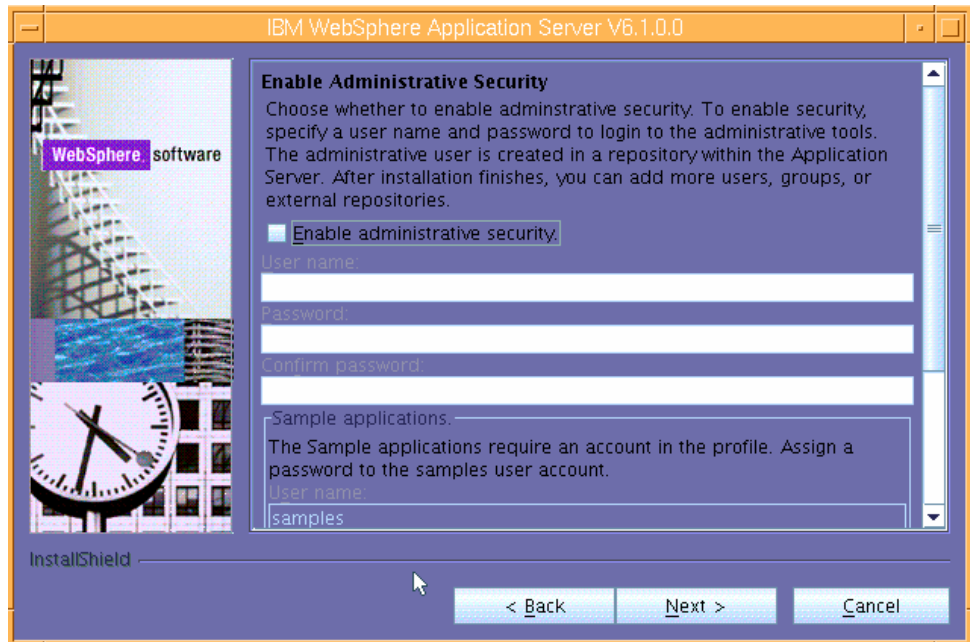 IBM WebSphere Application Server V6.1.0.0
WebSphere. software
Enable Administrative Security
Choose whether to enable adminstrative security. To enable security,
specify a user name and password to login to the administrative tools.
The administrative user is created in a repository within the Application
Server. After installation finishes, you can add more users, groups, or
external repositories.
Enable administrative security.
User name:
Password:
Confirm password:
Sample applications.
The Sample applications require an account in the profile. Assign a
password to the samples user account.
User name:
samples
InstallShield
< Back
Next >
Cancel